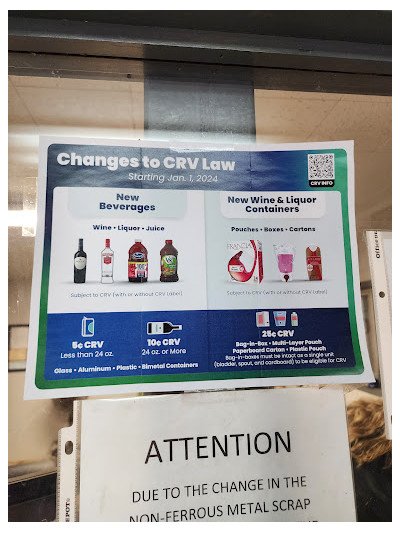 Changes to CRV Law
Starting Jan. 1, 2024
CRV INFO
New
Beverages
Wine • Liquor • Juice
Subject to CRV (with or without CRV Label)
New Wine & Liquor
Containers
Pouches • Boxes • Cartons
FRANCIA
Subject to CRV (with or without CRV Label)
5¢ CRV
Less than 24 oz.
10¢ CRV
24 oz. or More
Glass • Aluminum • Plastic • Bimetal Containers
25¢ CRV
Bag-in-Box • Multi-Layer Pouch
Paperboard Carton • Plastic Pouch
Bag-in-boxes must be intact as a single unit
(bladder, spout, and cardboard) to be eligible for CRV
ATTENTION
DUE TO THE CHANGE IN THE
NON-FERROUS METAL SCRAP